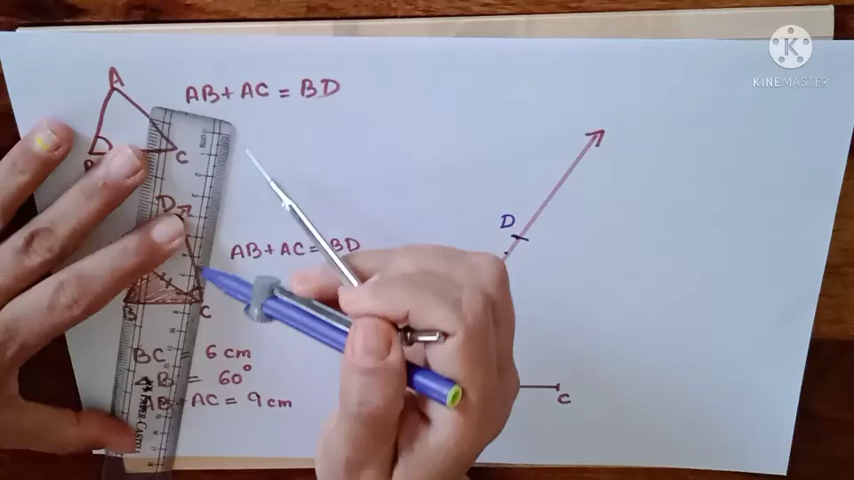 K
KINEMASTER
A
AB + AC = BD
C
D
D
AB + AC = BD
B
C
BC = 6 cm
= 60°
AC = 9 cm
C